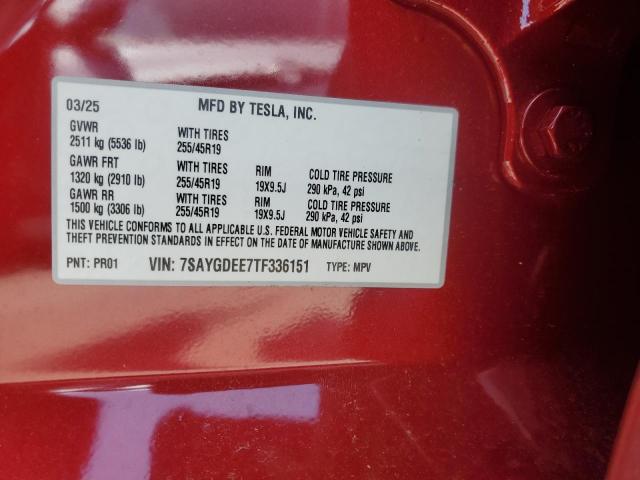 03/25 MFD BY TESLA, INC.
GVWR WITH TIRES
2511 kg (5536 lb) 255/45R19
GAWR FRT WITH TIRES RIM COLD TIRE PRESSURE
1320 kg (2910 lb) 255/45R19 19X9.5J 290 kPa, 42 psi
GAWR RR WITH TIRES RIM COLD TIRE PRESSURE
1500 kg (3306 lb) 255/45R19 19X9.5J 290 kPa, 42 psi
THIS VEHICLE CONFORMS TO ALL APPLICABLE U.S. FEDERAL MOTOR VEHICLE SAFETY AND
THEFT PREVENTION STANDARDS IN EFFECT ON THE DATE OF MANUFACTURE SHOWN ABOVE.
PNT: PR01 VIN: 7SAYGDEE7TF336151 TYPE: MPV